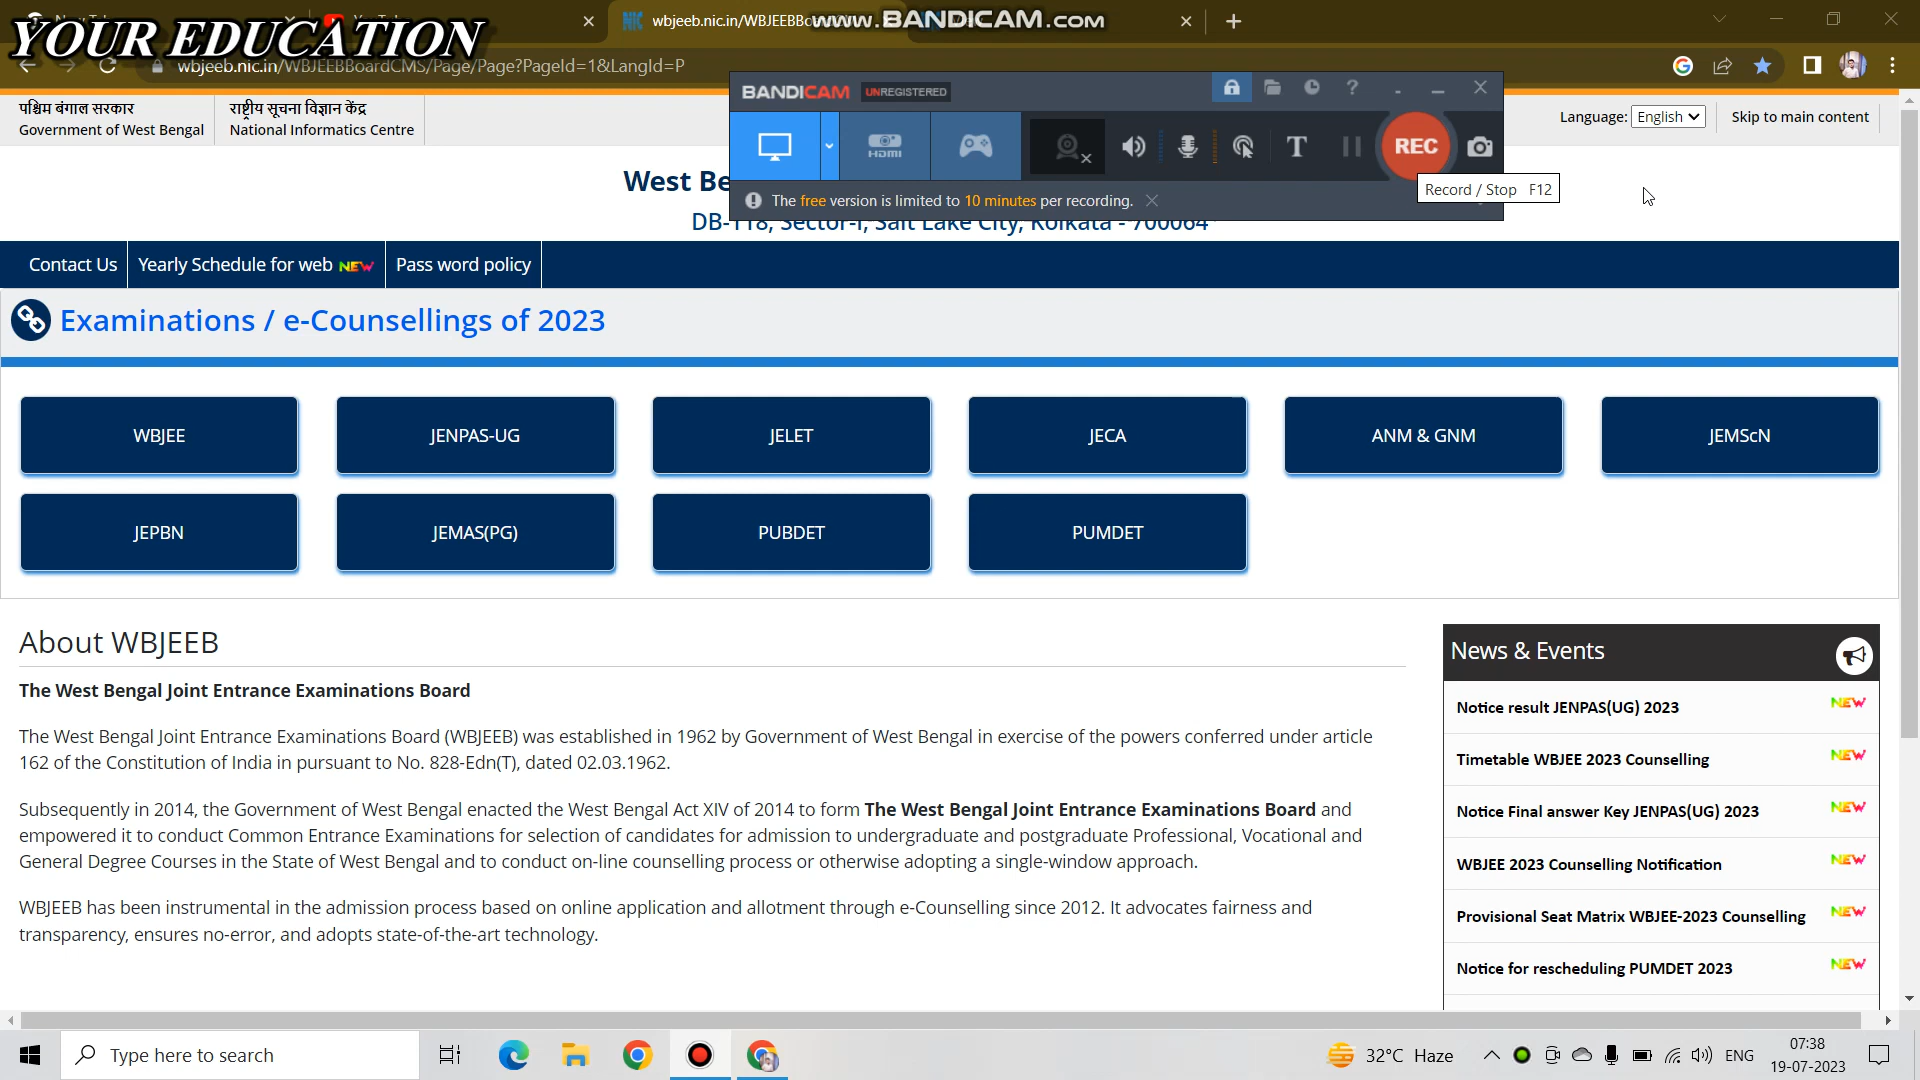 YOUR EDUCATION
wbjeeb.nic.in/WBJEEBBo
www.BANDICAM.COM
wbjeeb.nic.in/WBJEEBBoardCMS/Page/Page?PageId=1&LangId=P
पश्चिम बंगाल सरकार
Government of West Bengal
राष्ट्रीय सूचना विज्ञान केंद्र
National Informatics Centre
BANDICAM UNREGISTERED
HDMI
T
REC
The free version is limited to 10 minutes per recording.
Record / Stop F12
Language: English
Skip to main content
West Be
DB-118, Sector-I, Salt Lake City, Kolkata - 700064
Contact Us
Yearly Schedule for web NEW
Pass word policy
Examinations / e-Counsellings of 2023
WBJEE
JENPAS-UG
JELET
JECA
ANM & GNM
JEMScN
JEPBN
JEMAS(PG)
PUBDET
PUMDET
About WBJEEB
The West Bengal Joint Entrance Examinations Board
The West Bengal Joint Entrance Examinations Board (WBJEEB) was established in 1962 by Government of West Bengal in exercise of the powers conferred under article
162 of the Constitution of India in pursuant to No. 828-Edn(T), dated 02.03.1962.
Subsequently in 2014, the Government of West Bengal enacted the West Bengal Act XIV of 2014 to form The West Bengal Joint Entrance Examinations Board and
empowered it to conduct Common Entrance Examinations for selection of candidates for admission to undergraduate and postgraduate Professional, Vocational and
General Degree Courses in the State of West Bengal and to conduct on-line counselling process or otherwise adopting a single-window approach.
WBJEEB has been instrumental in the admission process based on online application and allotment through e-Counselling since 2012. It advocates fairness and
transparency, ensures no-error, and adopts state-of-the-art technology.
News & Events
Notice result JENPAS(UG) 2023 NEW
Timetable WBJEE 2023 Counselling NEW
Notice Final answer Key JENPAS(UG) 2023 NEW
WBJEE 2023 Counselling Notification NEW
Provisional Seat Matrix WBJEE-2023 Counselling NEW
Notice for rescheduling PUMDET 2023 NEW
Type here to search
32°C Haze
ENG
07:38
19-07-2023